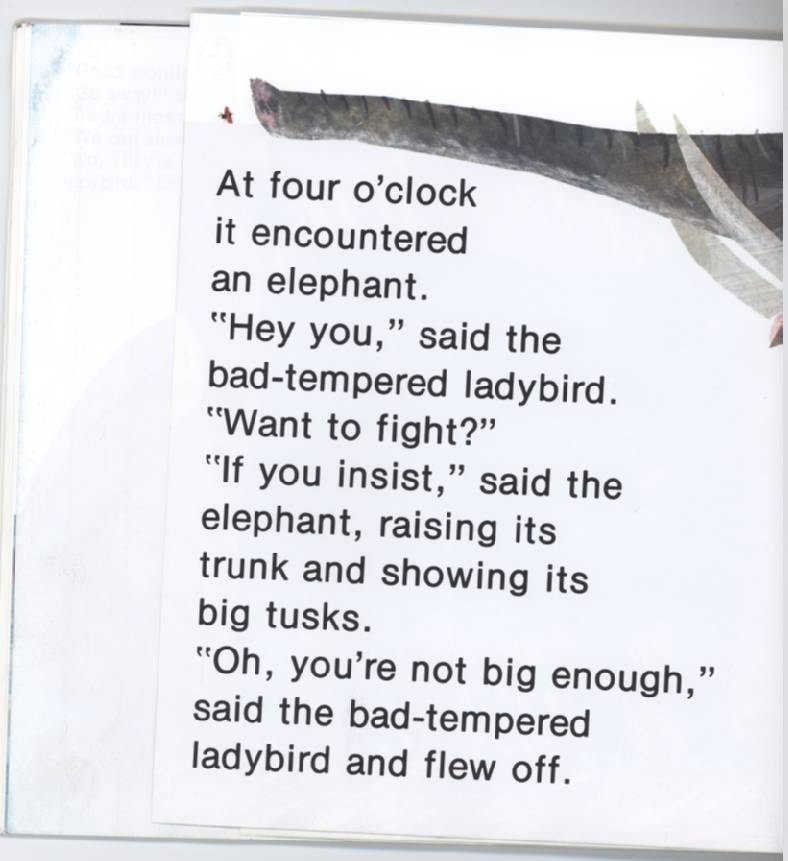 At four o'clock
it encountered
an elephant.
“Hey you,” said the
bad-tempered ladybird.
“Want to fight?”
“If you insist,” said the
elephant, raising its
trunk and showing its
big tusks.
“Oh, you're not big enough,”
said the bad-tempered
ladybird and flew off.